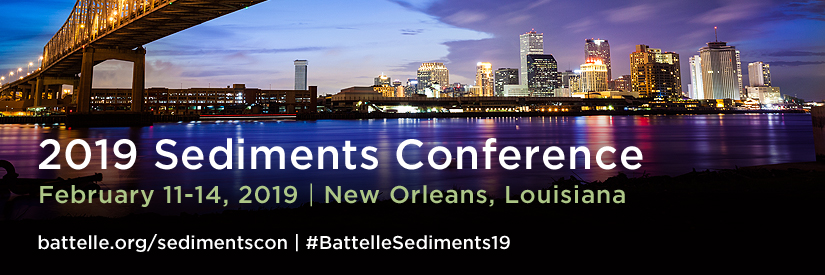 2019 Sediments Conference
February 11-14, 2019 | New Orleans, Louisiana
battelle.org/sedimentscon | #BattelleSediments19